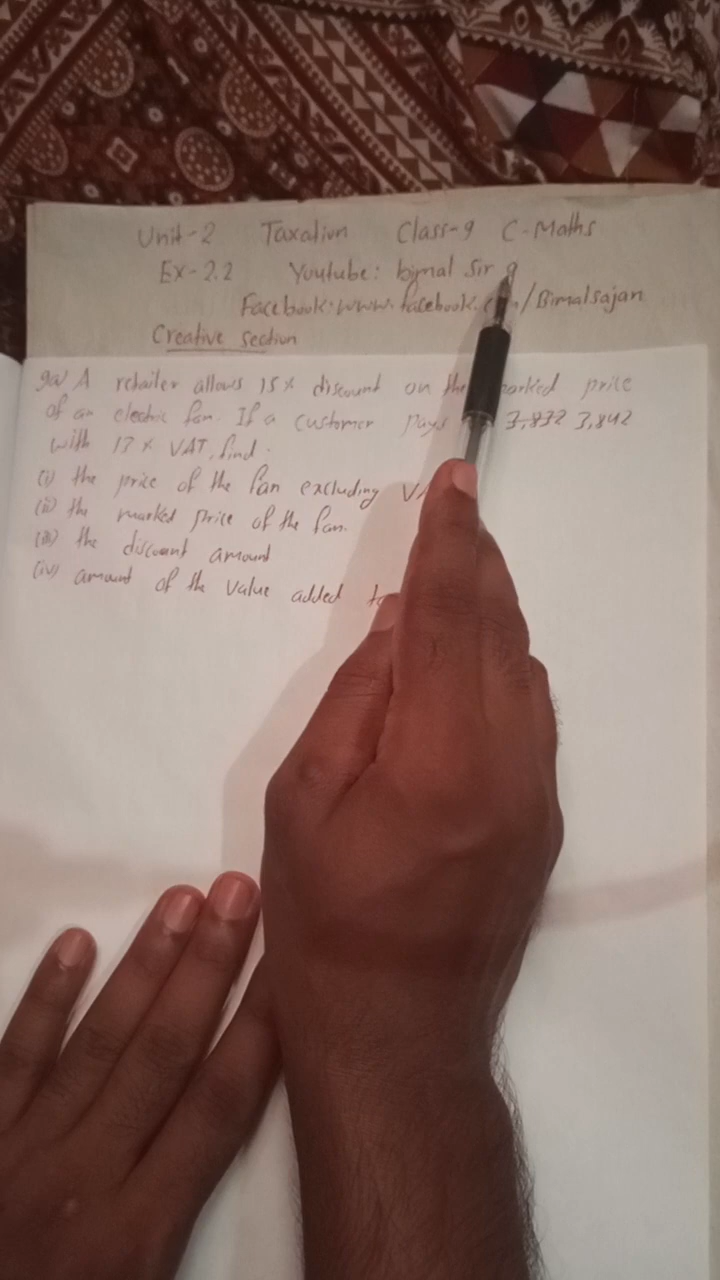 Unit-2 Taxation Class-9 C-Maths
Ex-2.2 Youtube: bimal sir g
Facebook: www.facebook.c /Bimalsajan
Creative section
9a) A retailer allows 15% discount on the marked price
of an electric fan. If a customer pays 3,832 3,842
with 13% VAT, find.
(i) the price of the fan excluding VA
(ii) the marked price of the fan.
(iii) the discount amount
(iv) amount of the value added ta